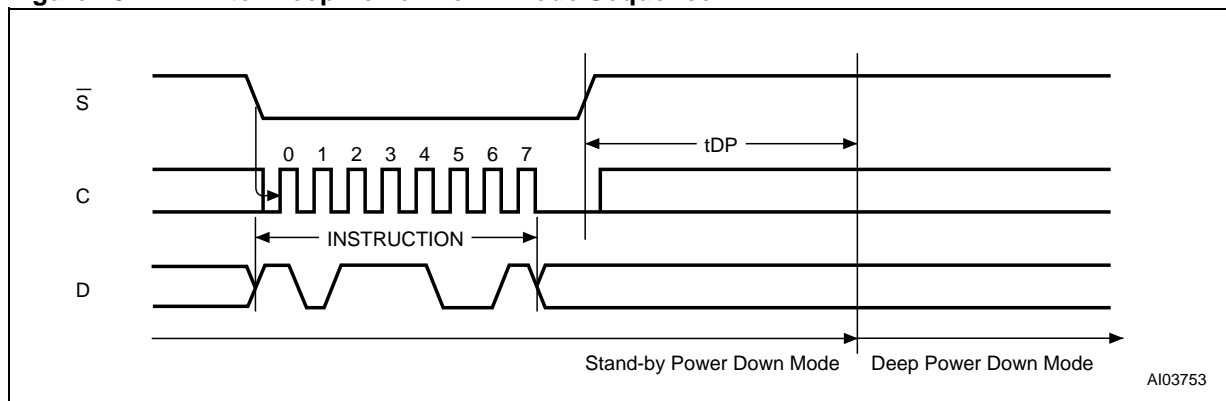 S
tDP
0 1 2 3 4 5 6 7
C
INSTRUCTION
D
Stand-by Power Down Mode Deep Power Down Mode
AI03753